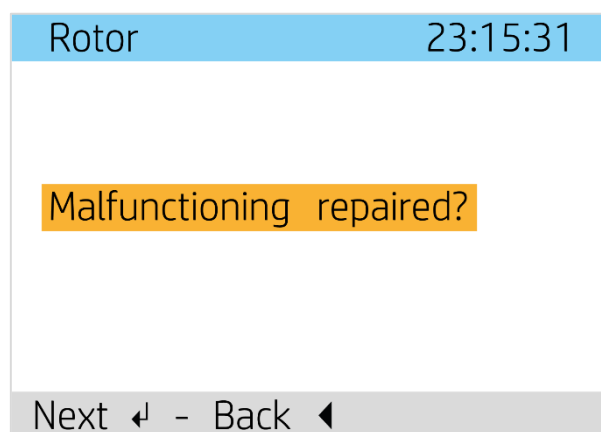 Rotor 23:15:31
Malfunctioning repaired?
Next ↲ - Back ◀